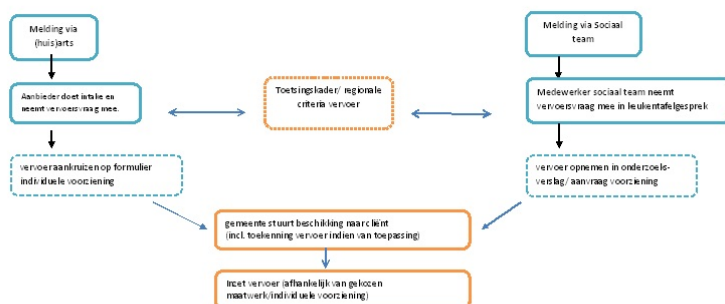 Melding via
(huis)arts
Melding via Sociaal
team
Aanbieder doet intake en
neemt vervoersvraag mee.
Toetsingskader/ regionale
criteria vervoer
Medewerker sociaal team neemt
vervoersvraag mee in keukentafelgesprek
vervoer aankruizen op formulier
individuele voorziening
vervoer opnemen in onderzoels-
verslag/ aanvraag voorziening
gemeente stuurt beschikking naar cliënt
(incl. toekenning vervoer indien van toepassing)
Inzet vervoer (afhankelijk van gekozen
maatwerk/individuele voorziening)